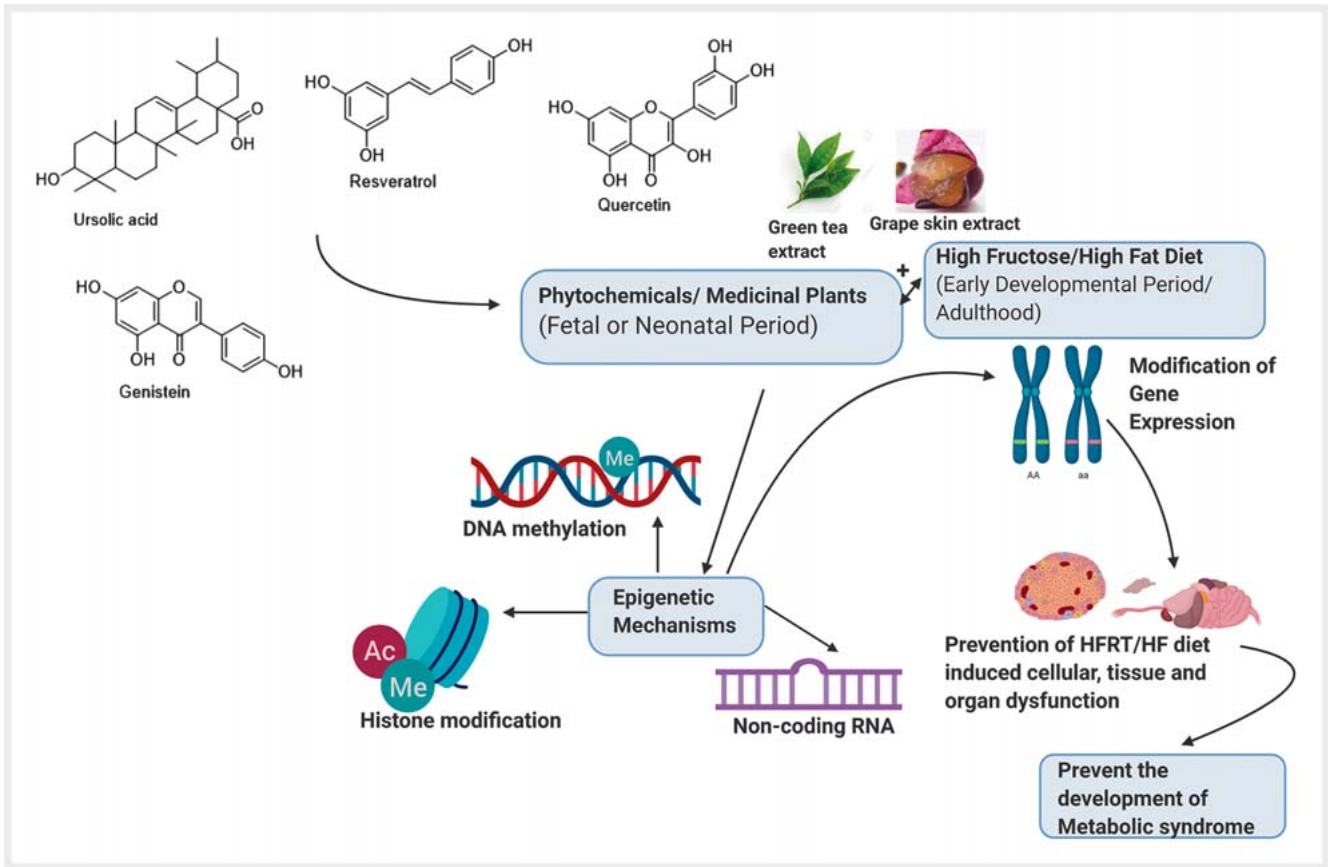 OH
O
OH
HO
Ursolic acid
OH
HO
OH
Resveratrol
OH
OH
HO
O
OH
OH
O
Quercetin
Green tea
extract
Grape skin extract
HO
O
OH
O
OH
Genistein
Phytochemicals/ Medicinal Plants
(Fetal or Neonatal Period)
+
High Fructose/High Fat Diet
(Early Developmental Period/
Adulthood)
AA
aa
Modification of
Gene
Expression
Me
DNA methylation
Epigenetic
Mechanisms
Ac
Me
Histone modification
Non-coding RNA
Prevention of HFRT/HF diet
induced cellular, tissue and
organ dysfunction
Prevent the
development of
Metabolic syndrome